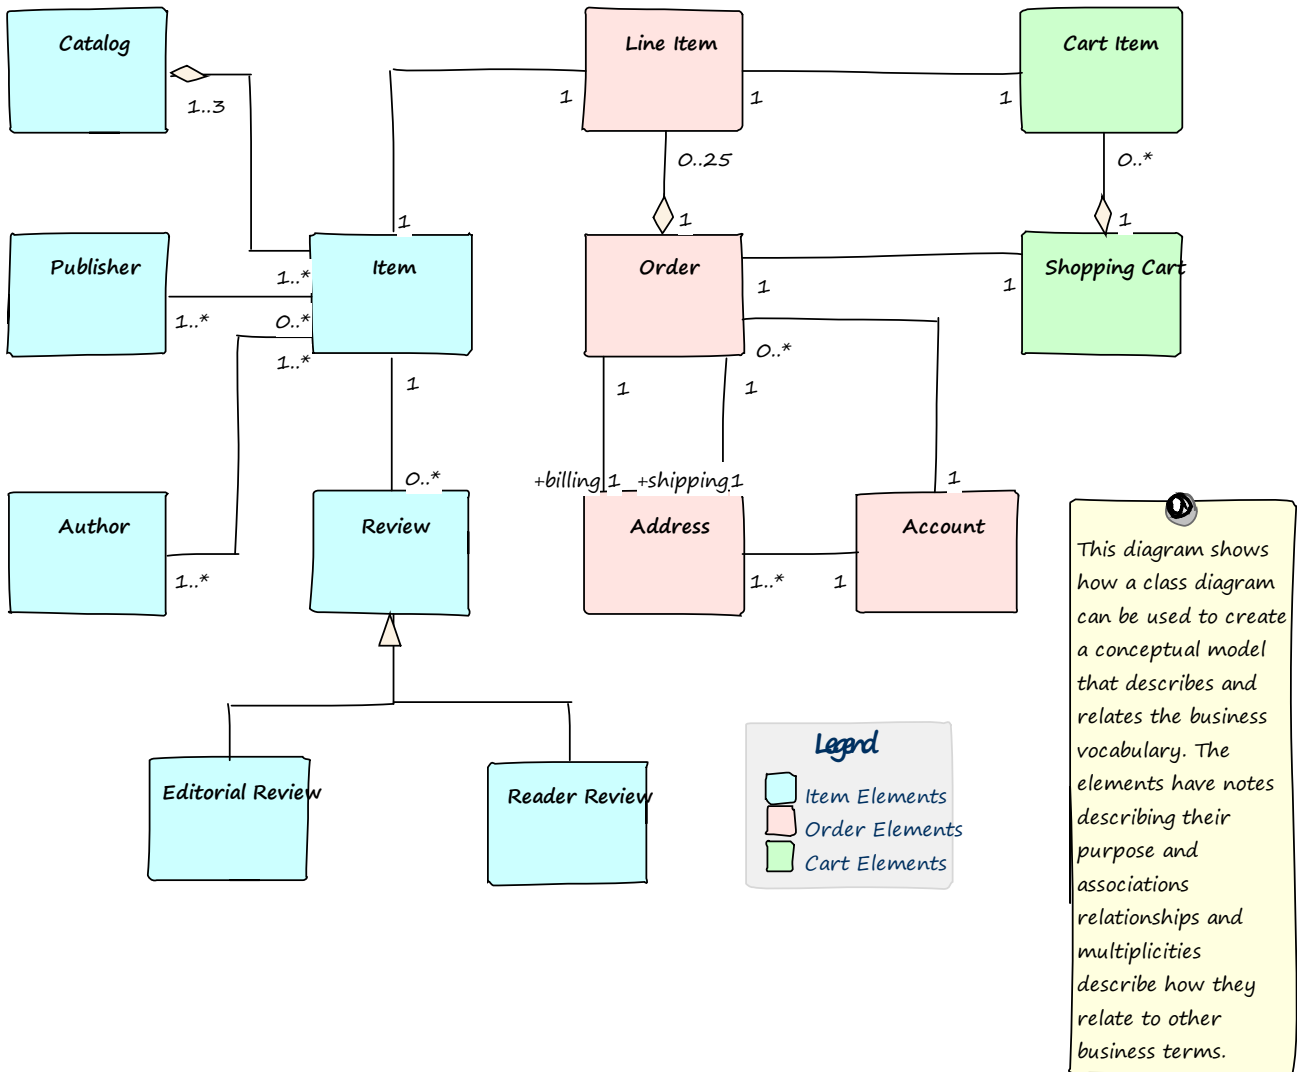 Catalog
Line Item
Cart Item
1..3
1
1
1
0..25
0..*
1
1
1
Publisher
Item
Order
Shopping Cart
1..*
1
1
1..*
0..*
1..*
0..*
1
1
1
0..*
+billing 1
+shipping 1
1
Author
Review
Address
Account
1..*
1..*
1
Editorial Review
Reader Review
Legend
Item Elements
Order Elements
Cart Elements
This diagram shows
how a class diagram
can be used to create
a conceptual model
that describes and
relates the business
vocabulary. The
elements have notes
describing their
purpose and
associations
relationships and
multiplicities
describe how they
relate to other
business terms.